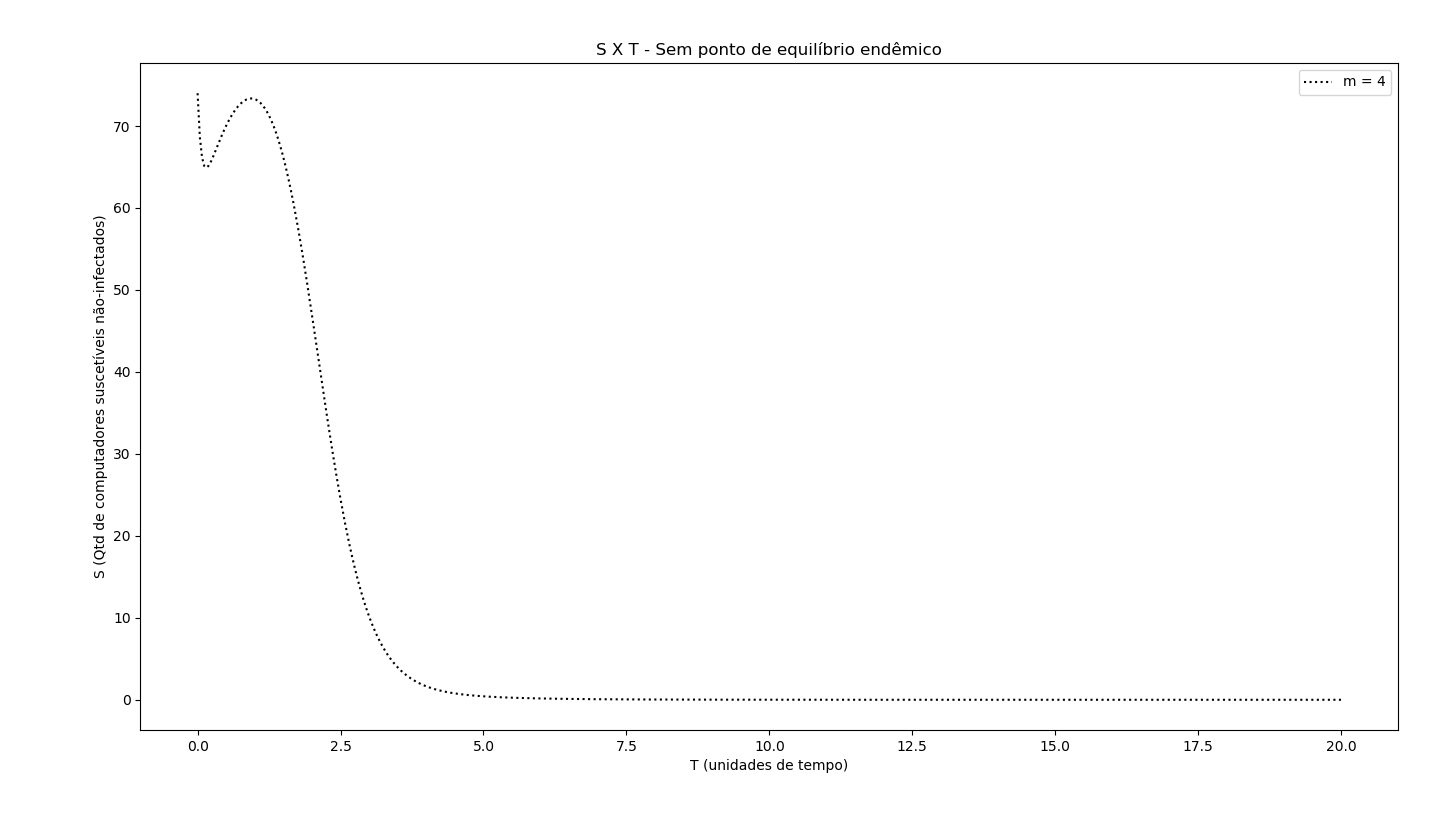 S X T - Sem ponto de equilíbrio endêmico
m = 4
S (Qtd de computadores suscetíveis não-infectados)
70
60
50
40
30
20
10
0
0.0 2.5 5.0 7.5 10.0 12.5 15.0 17.5 20.0
T (unidades de tempo)